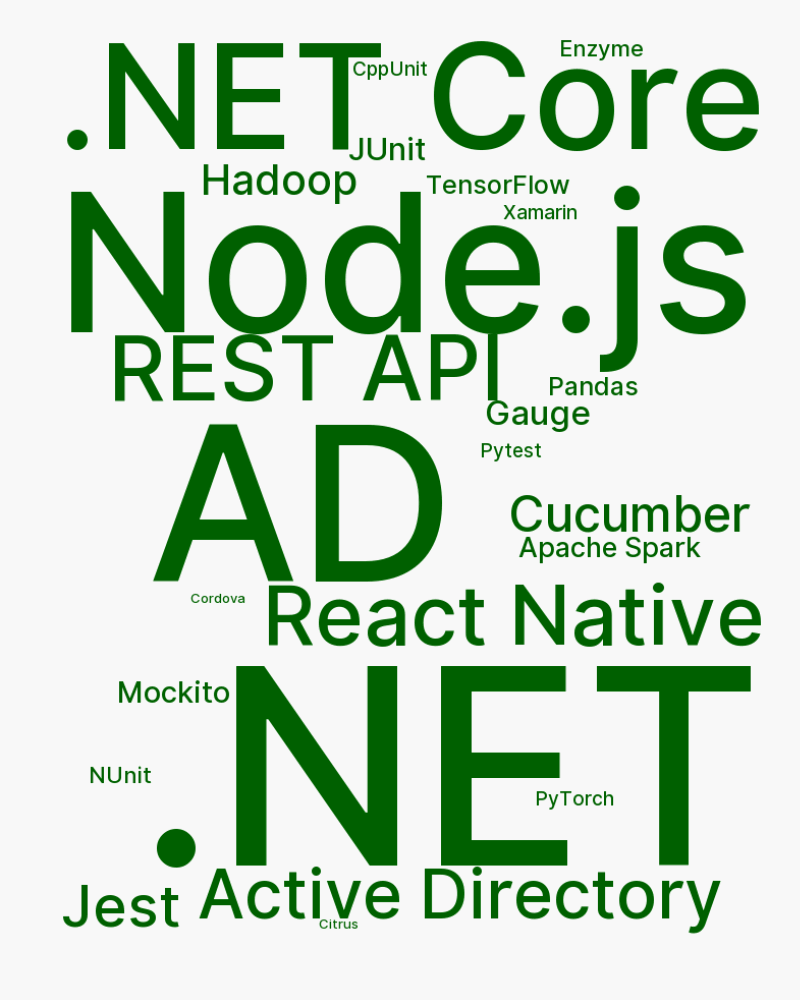 Enzyme
.NET Core
CppUnit
JUnit
Hadoop
TensorFlow
Xamarin
Node.js
REST API
Pandas
Gauge
Pytest
AD
Cucumber
Apache Spark
Cordova
React Native
Mockito
.NET
NUnit
PyTorch
Active Directory
Jest
Citrus